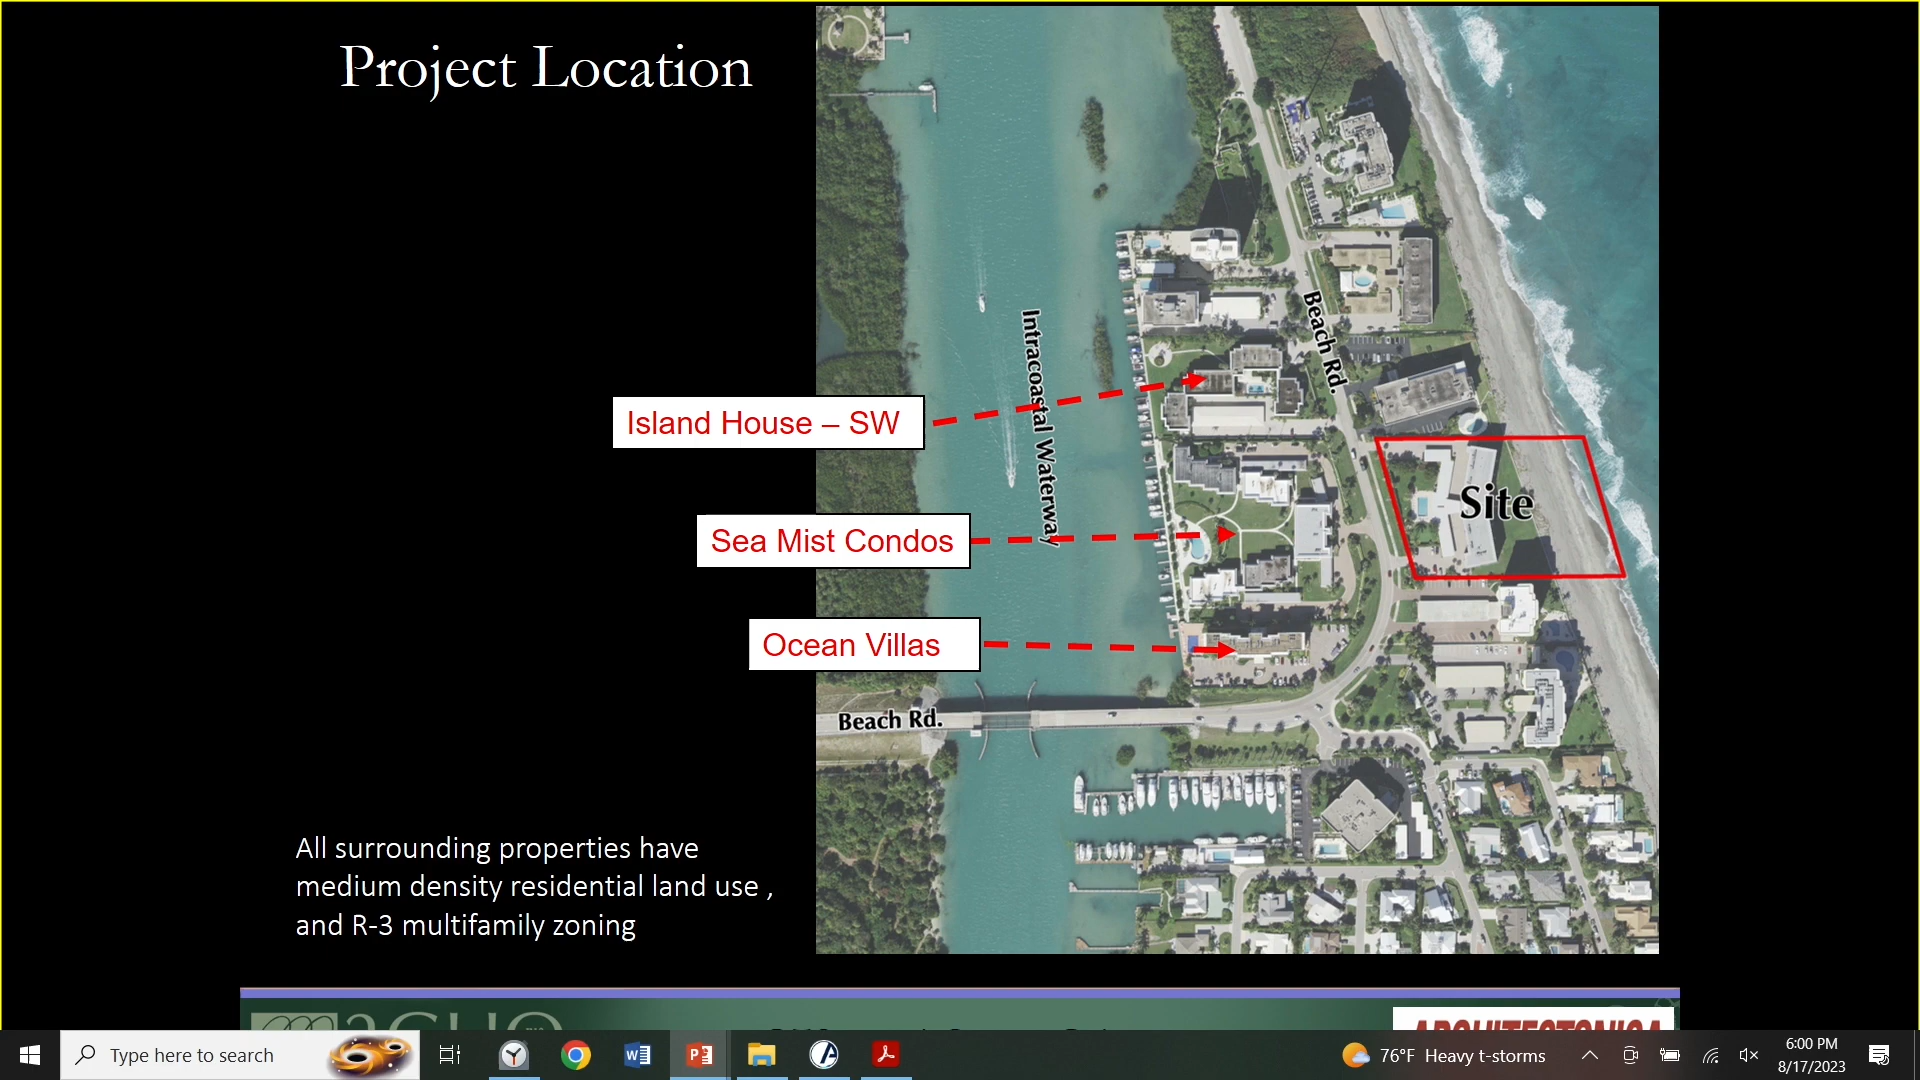 Project Location
Intracoastal Waterway
Beach Rd.
Island House – SW
Site
Sea Mist Condos
Ocean Villas
Beach Rd.
All surrounding properties have
medium density residential land use ,
and R-3 multifamily zoning
ARCHITECTONICA
Type here to search
76°F Heavy t-storms
6:00 PM
8/17/2023